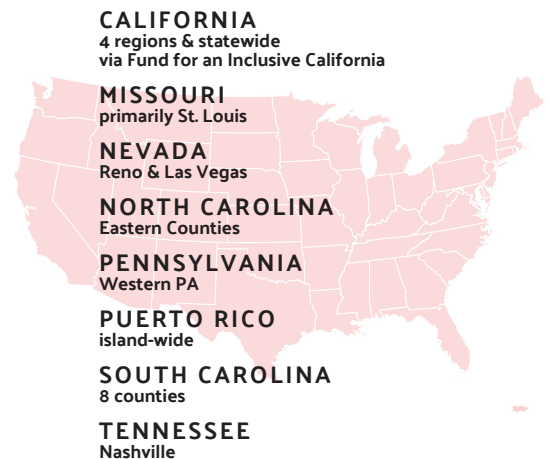 CALIFORNIA
4 regions & statewide
via Fund for an Inclusive California
MISSOURI
primarily St. Louis
NEVADA
Reno & Las Vegas
NORTH CAROLINA
Eastern Counties
PENNSYLVANIA
Western PA
PUERTO RICO
island-wide
SOUTH CAROLINA
8 counties
TENNESSEE
Nashville